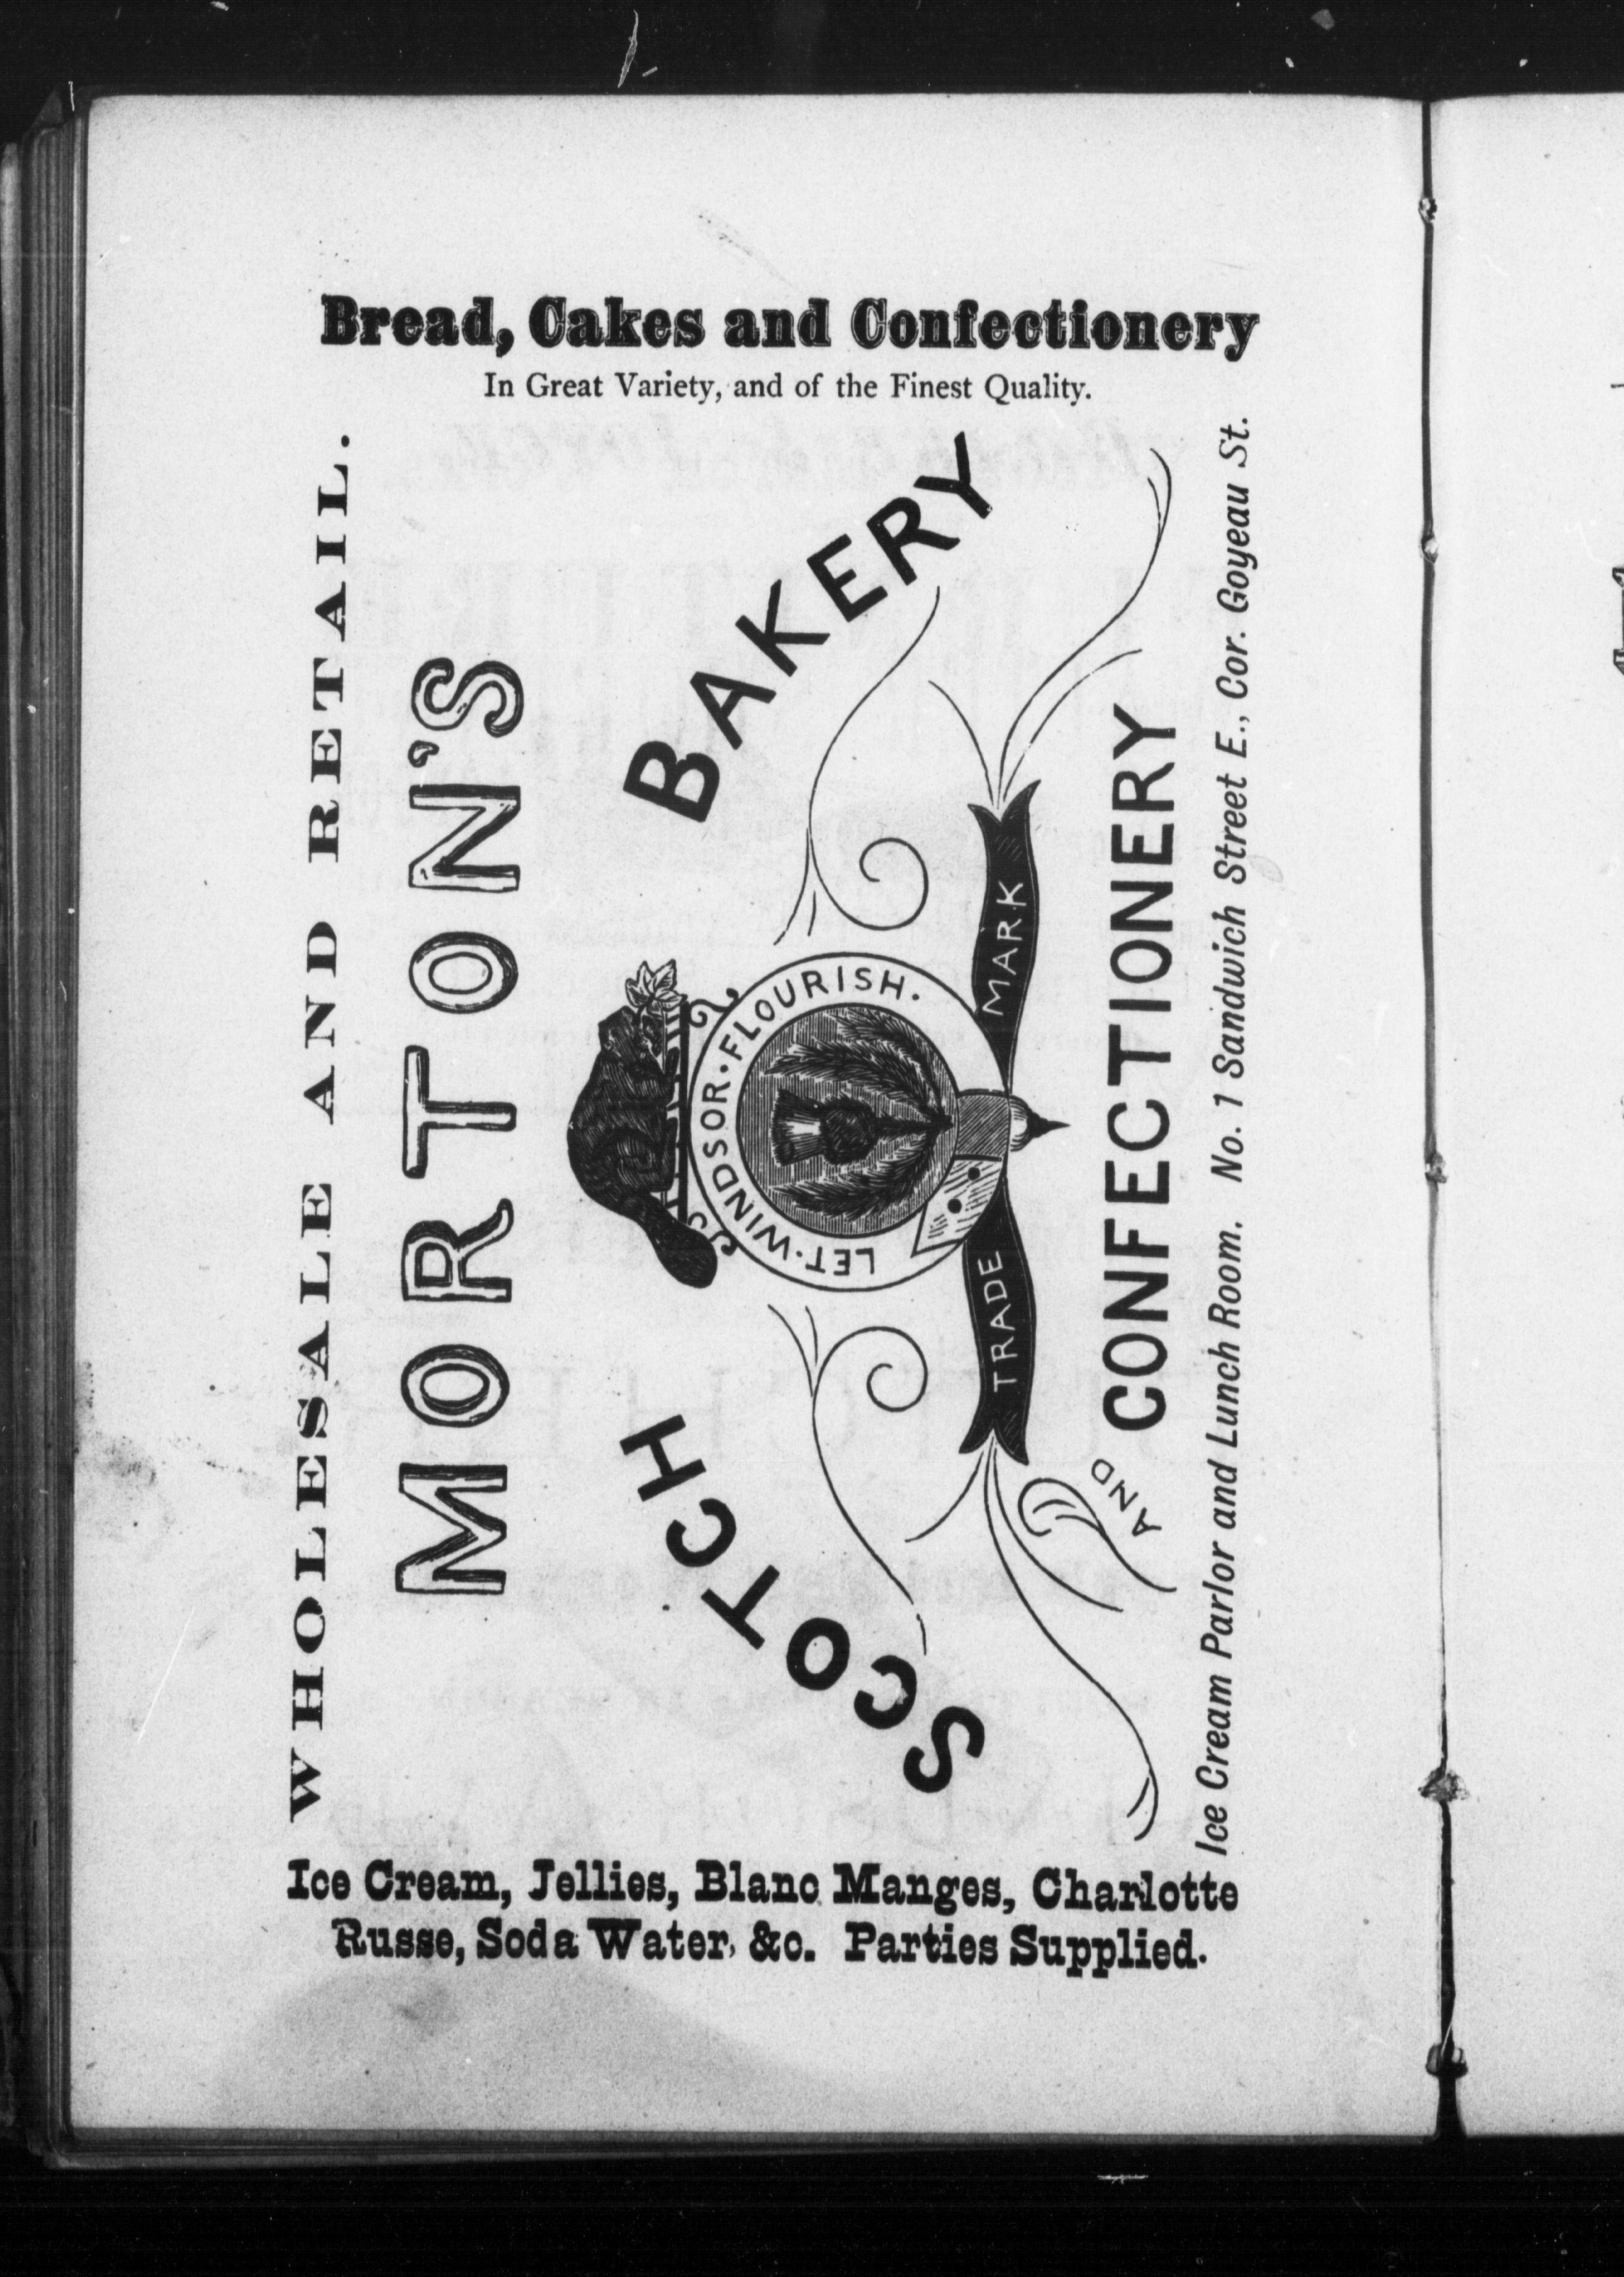 Bread, Cakes and Confectionery
In Great Variety, and of the Finest Quality.
WHOLESALE AND RETAIL.
MORTON'S
SCOTCH BAKERY
LET·WINDSOR·FLOURISH.
TRADE MARK
AND CONFECTIONERY
Ice Cream Parlor and Lunch Room. No. 1 Sandwich Street E., Cor. Goyeau St.
Ice Cream, Jellies, Blanc Manges, Charlotte
Russe, Soda Water, &c. Parties Supplied.